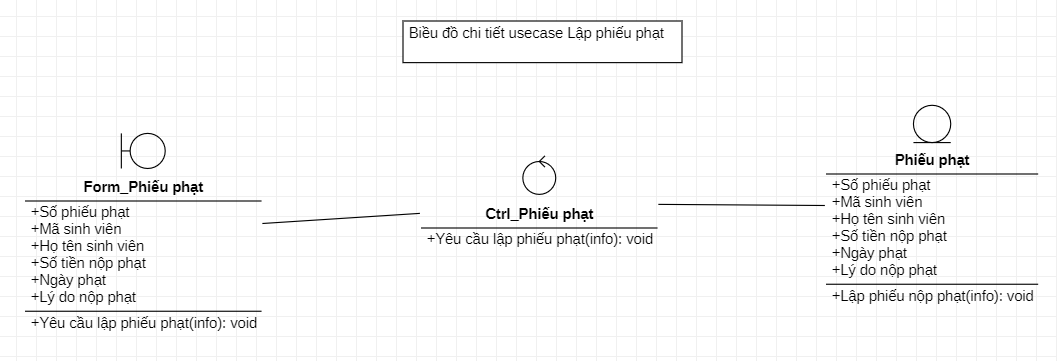 Biều đồ chi tiết usecase Lập phiếu phạt
Form_Phiếu phạt
+Số phiếu phạt
+Mã sinh viên
+Họ tên sinh viên
+Số tiền nộp phạt
+Ngày phạt
+Lý do nộp phạt
+Yêu cầu lập phiếu phạt(info): void
Ctrl_Phiếu phạt
+Yêu cầu lập phiếu phạt(info): void
Phiếu phạt
+Số phiếu phạt
+Mã sinh viên
+Họ tên sinh viên
+Số tiền nộp phạt
+Ngày phạt
+Lý do nộp phạt
+Lập phiếu nộp phạt(info): void